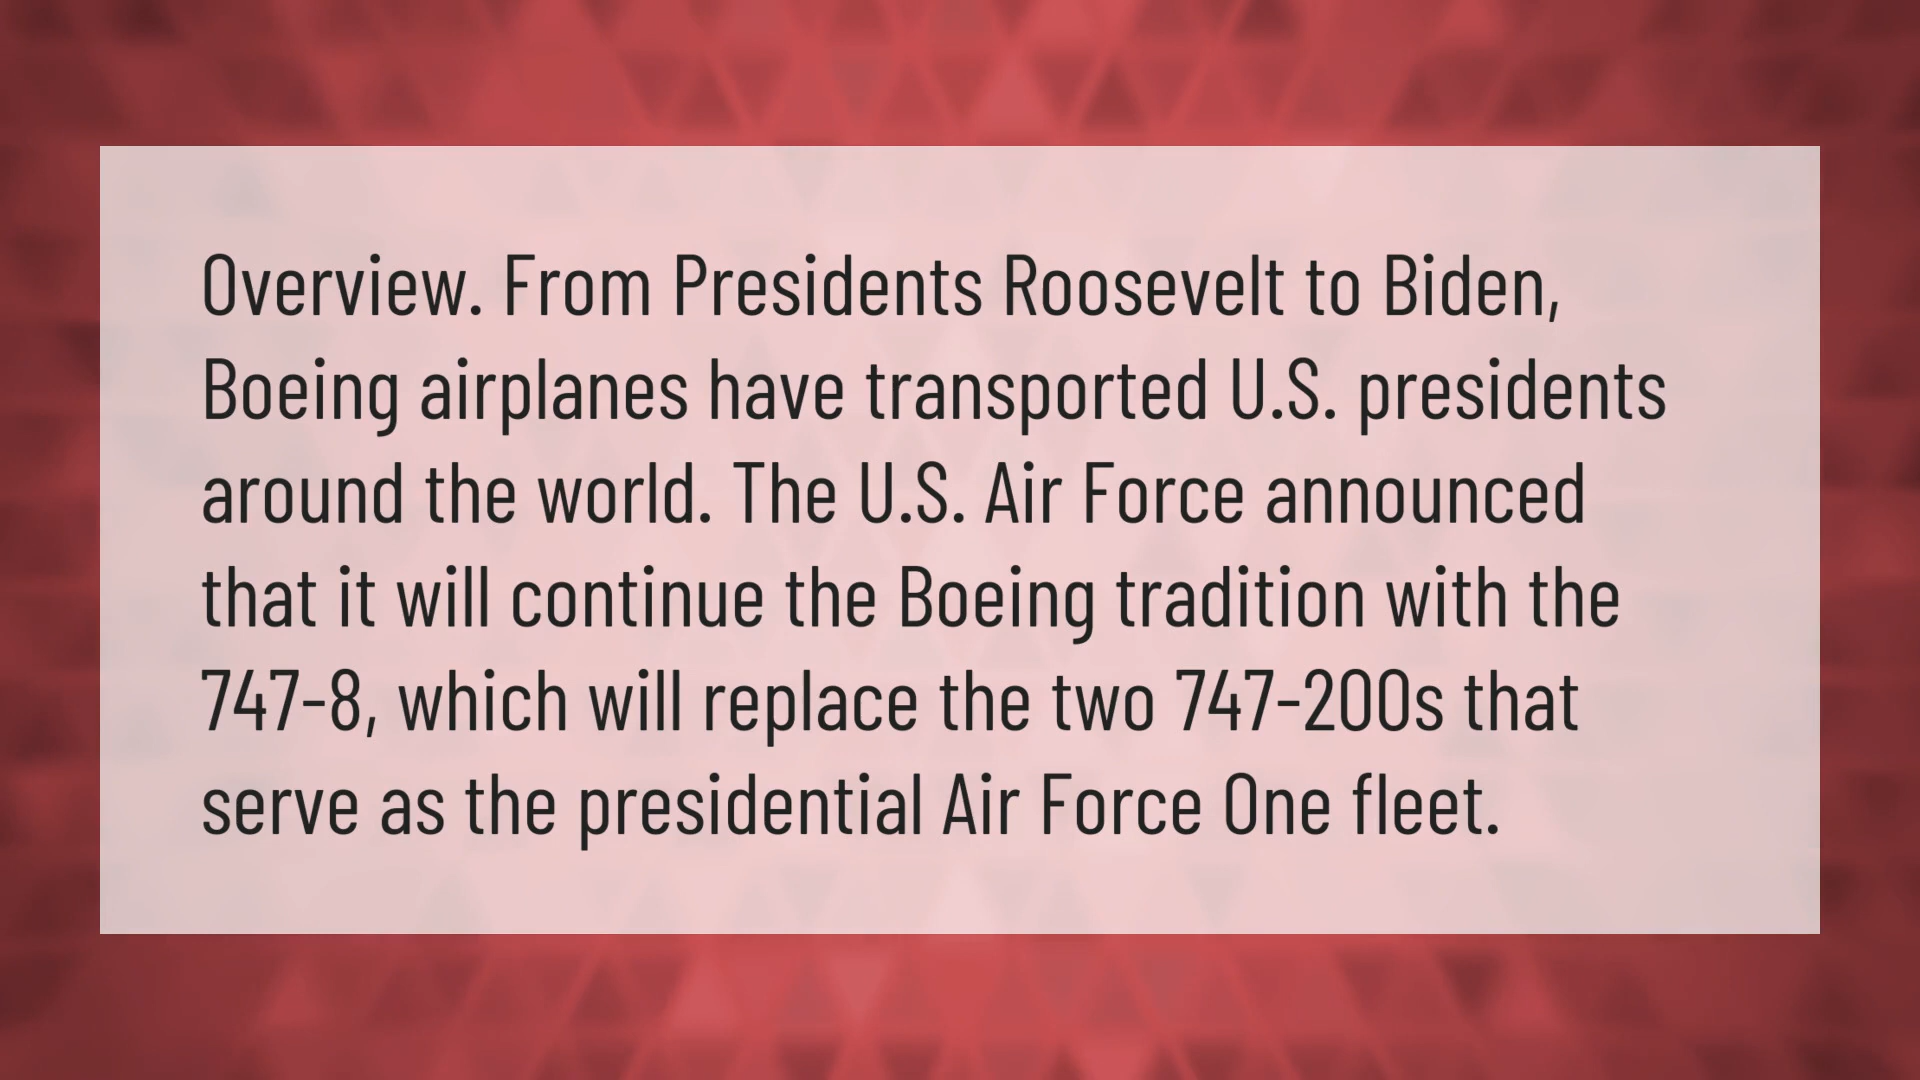 Overview. From Presidents Roosevelt to Biden,
Boeing airplanes have transported U.S. presidents
around the world. The U.S. Air Force announced
that it will continue the Boeing tradition with the
747-8, which will replace the two 747-200s that
serve as the presidential Air Force One fleet.